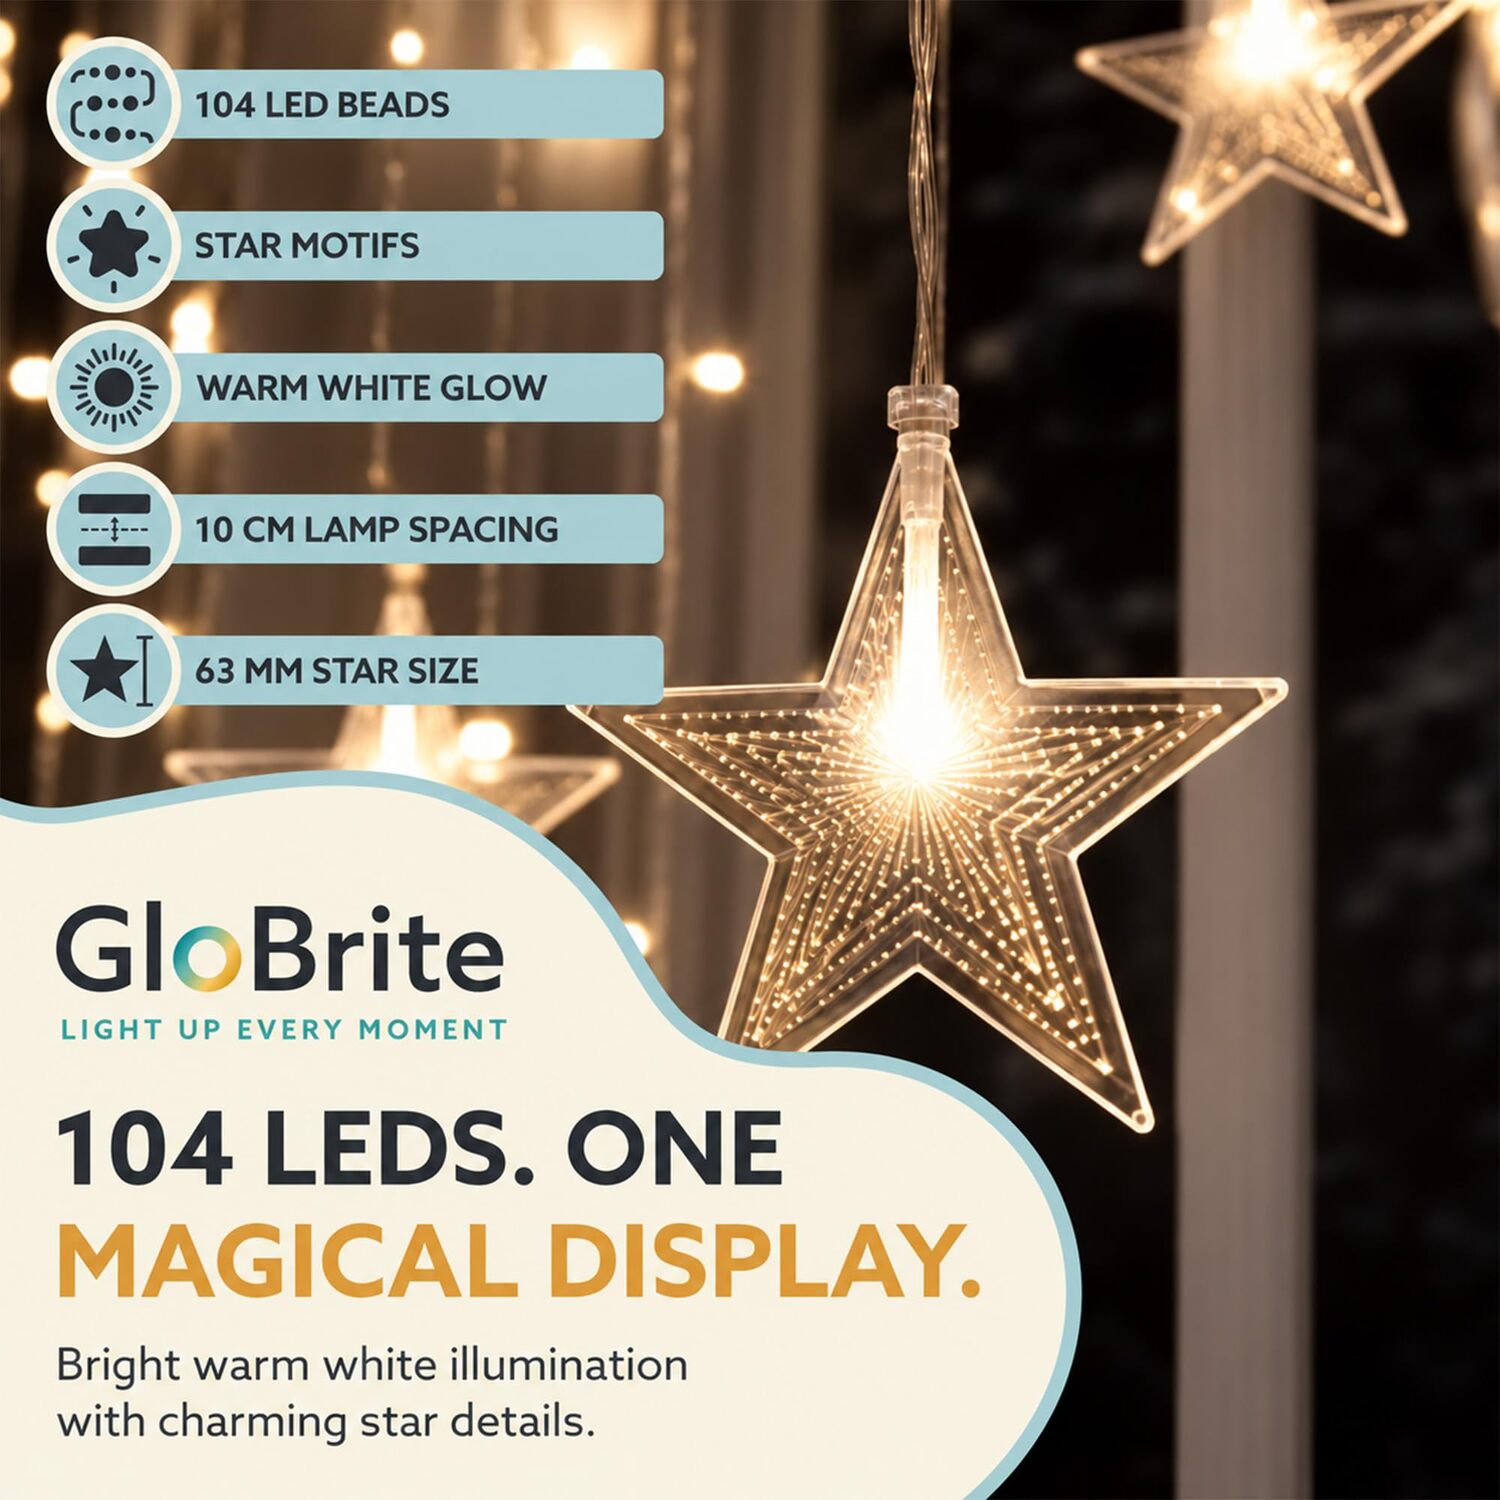 104 LED BEADS
STAR MOTIFS
WARM WHITE GLOW
10 CM LAMP SPACING
63 MM STAR SIZE
GloBrite
LIGHT UP EVERY MOMENT
104 LEDS. ONE
MAGICAL DISPLAY.
Bright warm white illumination
with charming star details.